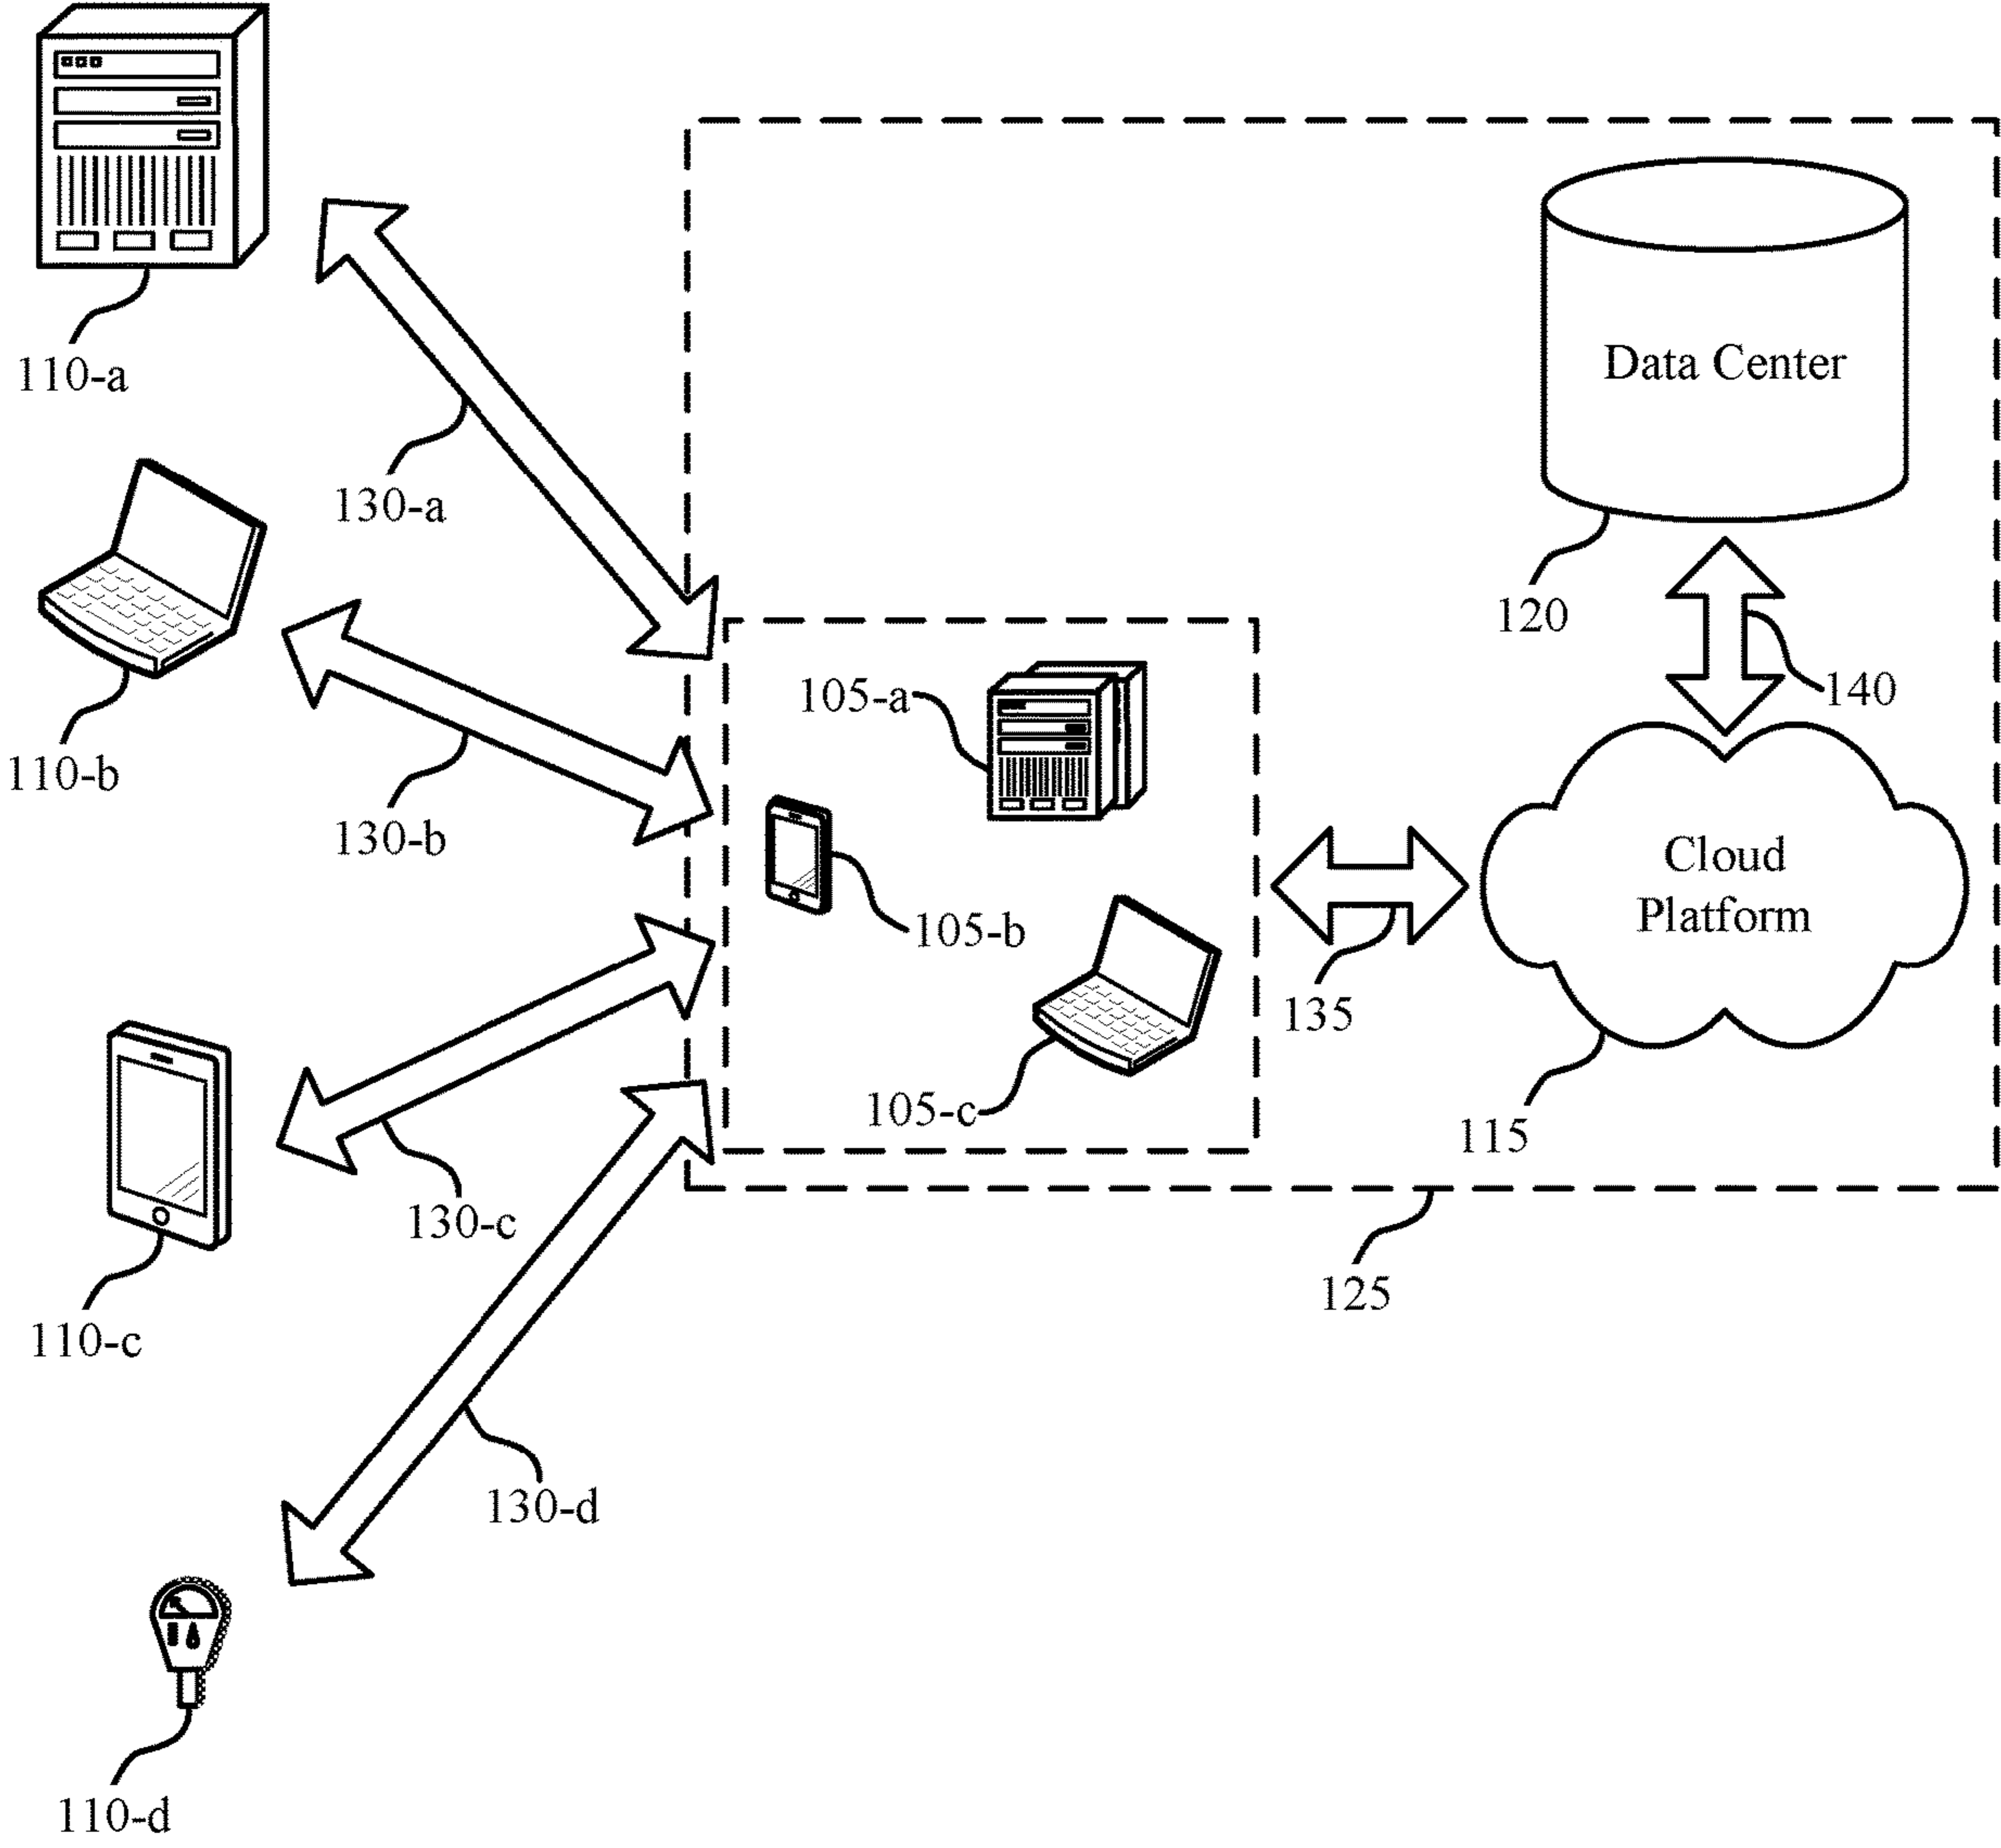 110-a
130-a
Data Center
120
140
105-a
110-b
130-b
105-b
Cloud
Platform
135
105-c
115
130-c
125
110-c
130-d
110-d